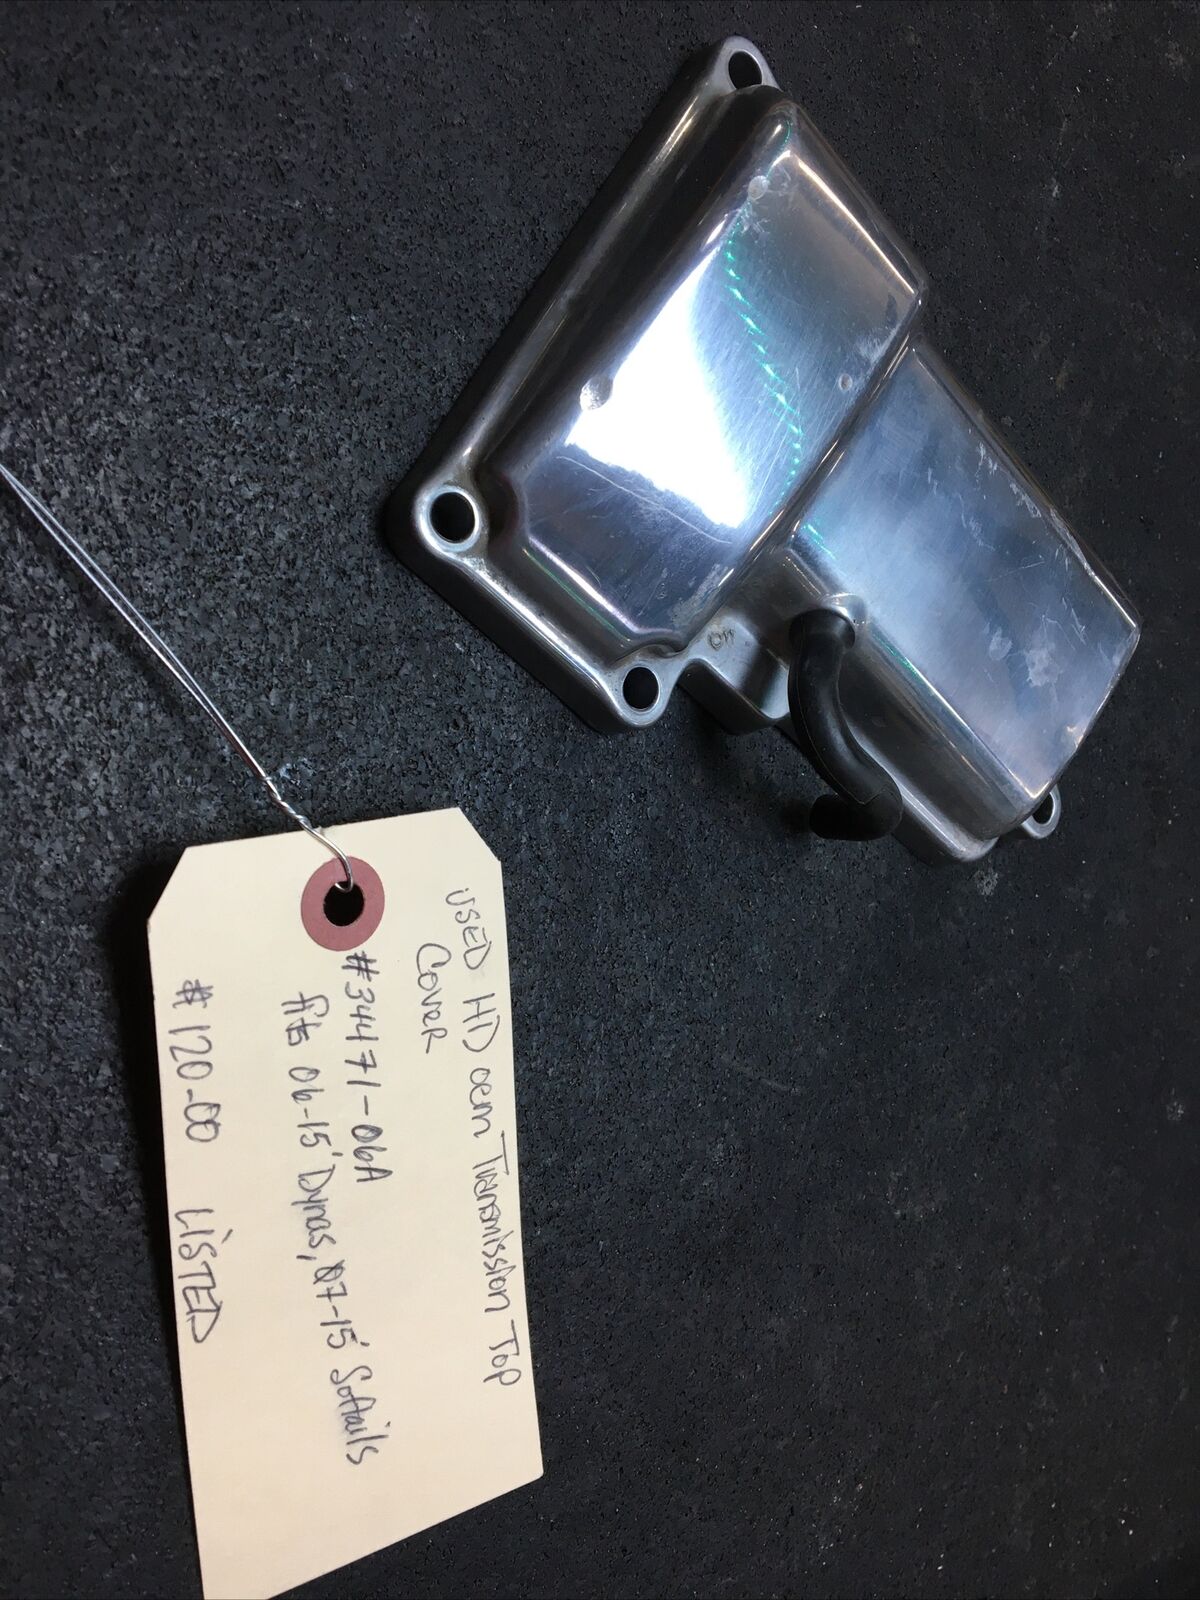 USED HD oem Transmission Top
Cover
#34471-06A
fits 06-15' Dynas, 07-15' Softails
$120-00 LISTED